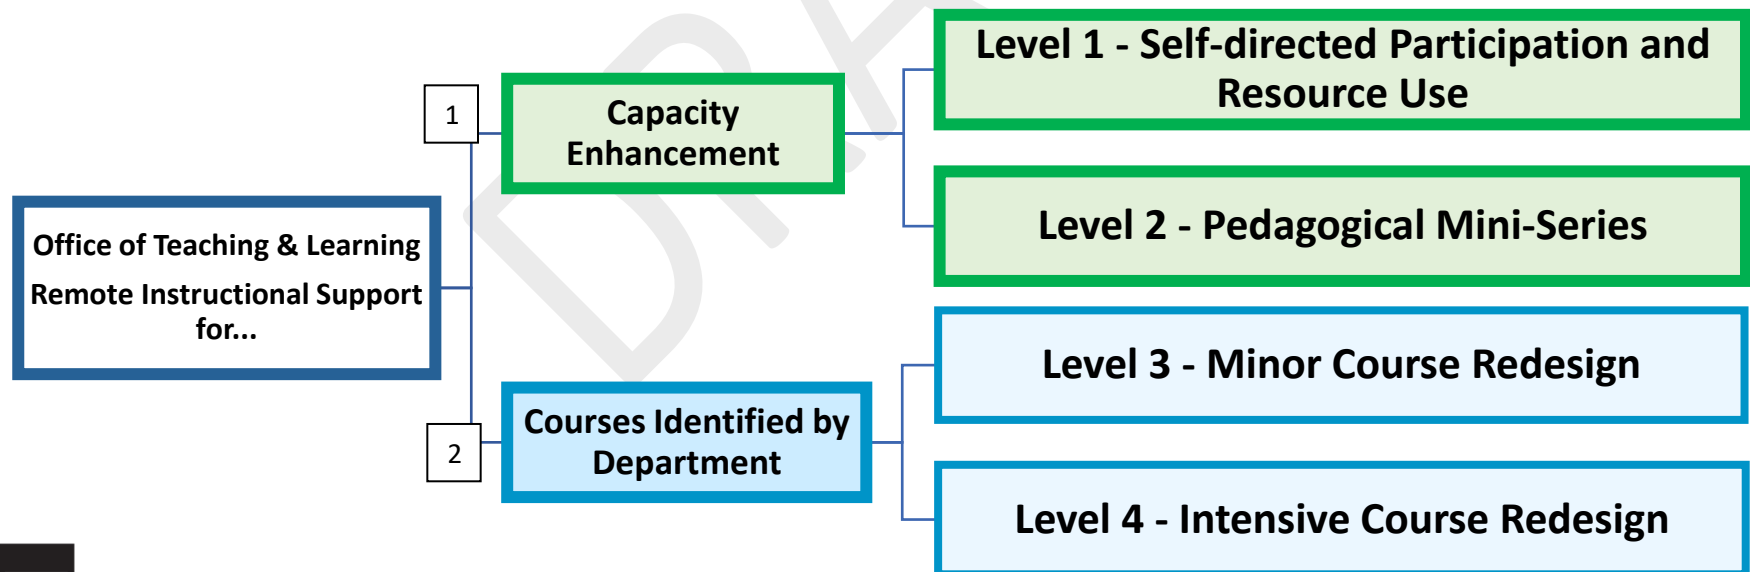 Office of Teaching & Learning
Remote Instructional Support
for...
1
Capacity
Enhancement
Level 1 - Self-directed Participation and
Resource Use
Level 2 - Pedagogical Mini-Series
2
Courses Identified by
Department
Level 3 - Minor Course Redesign
Level 4 - Intensive Course Redesign